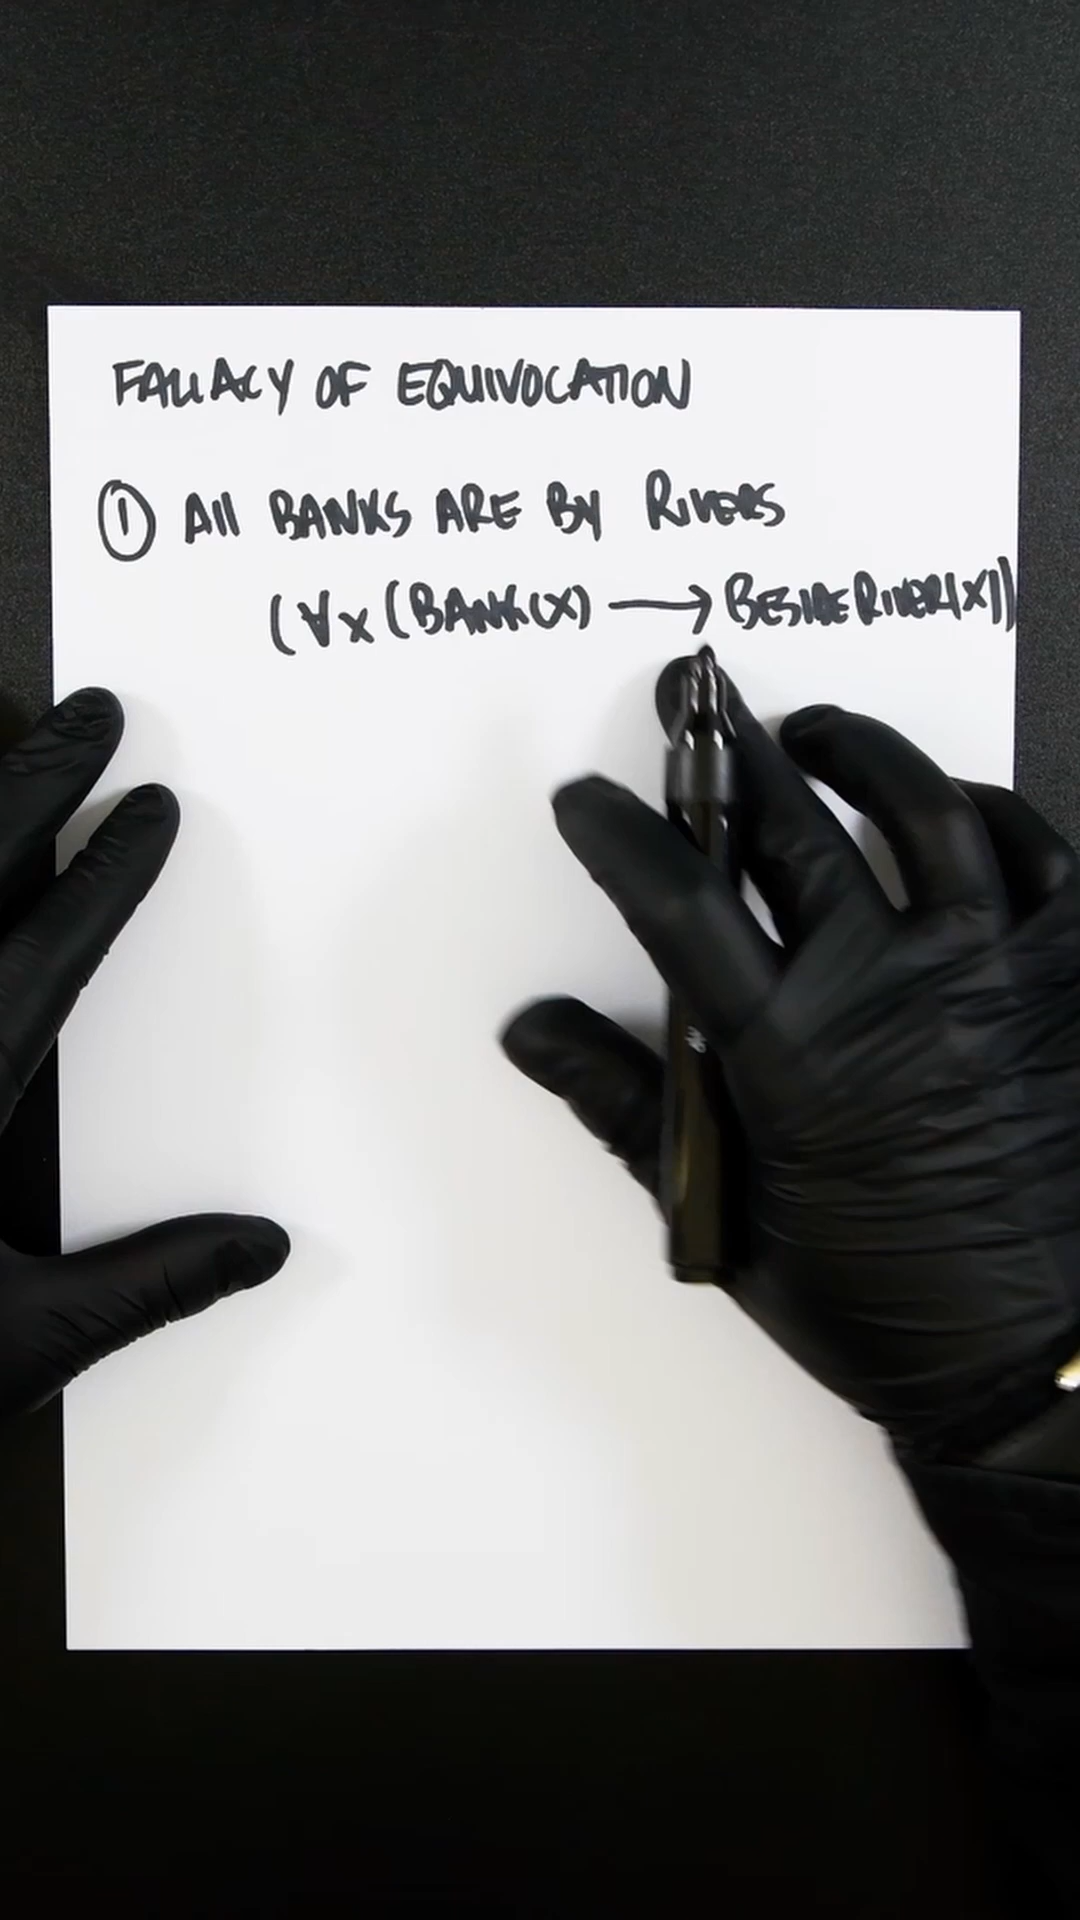 FALLACY OF EQUIVOCATION
① All BANKS ARE BY RIVERS
(∀x (BANK(X) ⟶ BESIDERIVER(X))